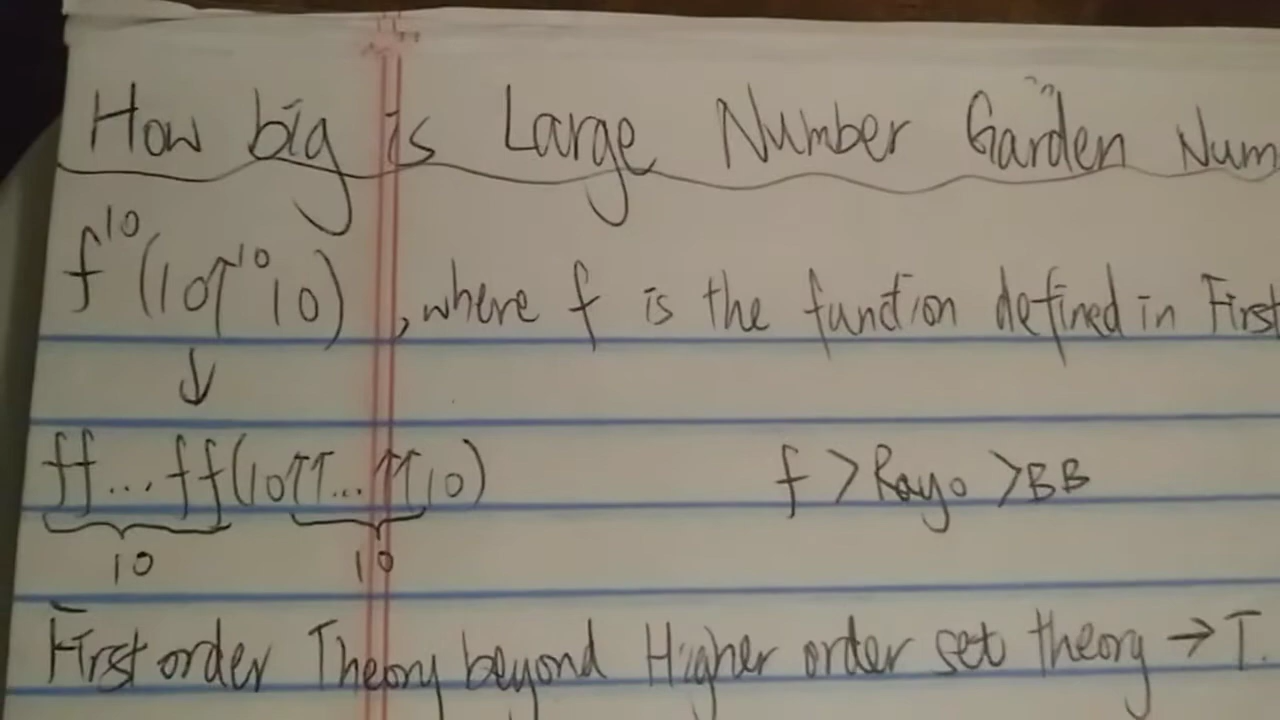 How big is Large Number Garden Num
f¹⁰(10↑¹⁰10), where f is the function defined in First
↓
ff...ff(10↑↑...↑↑10) f > Rayo > BB
10 10
First order Theory beyond Higher order set theory → T.